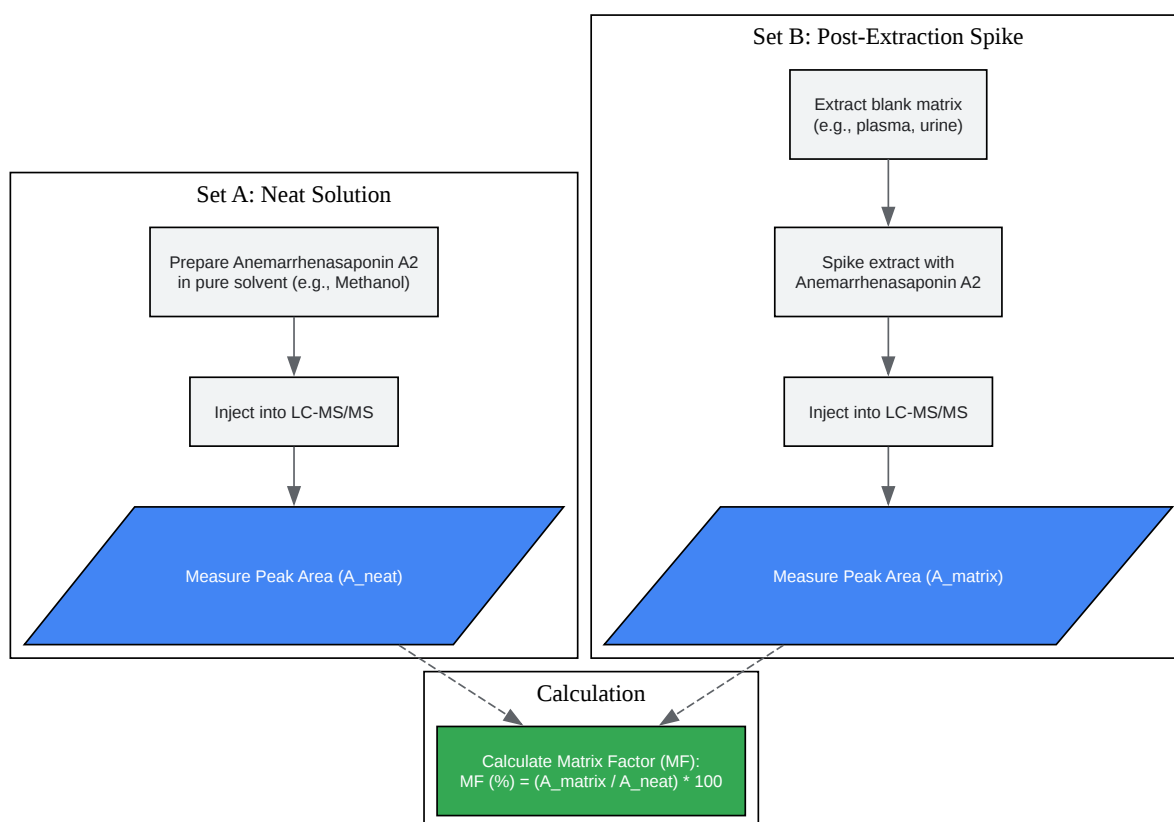 Set A: Neat Solution
Prepare Anemarrhenasaponin A2
in pure solvent (e.g., Methanol)
Inject into LC-MS/MS
Measure Peak Area (A_neat)
Set B: Post-Extraction Spike
Extract blank matrix
(e.g., plasma, urine)
Spike extract with
Anemarrhenasaponin A2
Inject into LC-MS/MS
Measure Peak Area (A_matrix)
Calculation
Calculate Matrix Factor (MF):
MF (%) = (A_matrix / A_neat) * 100